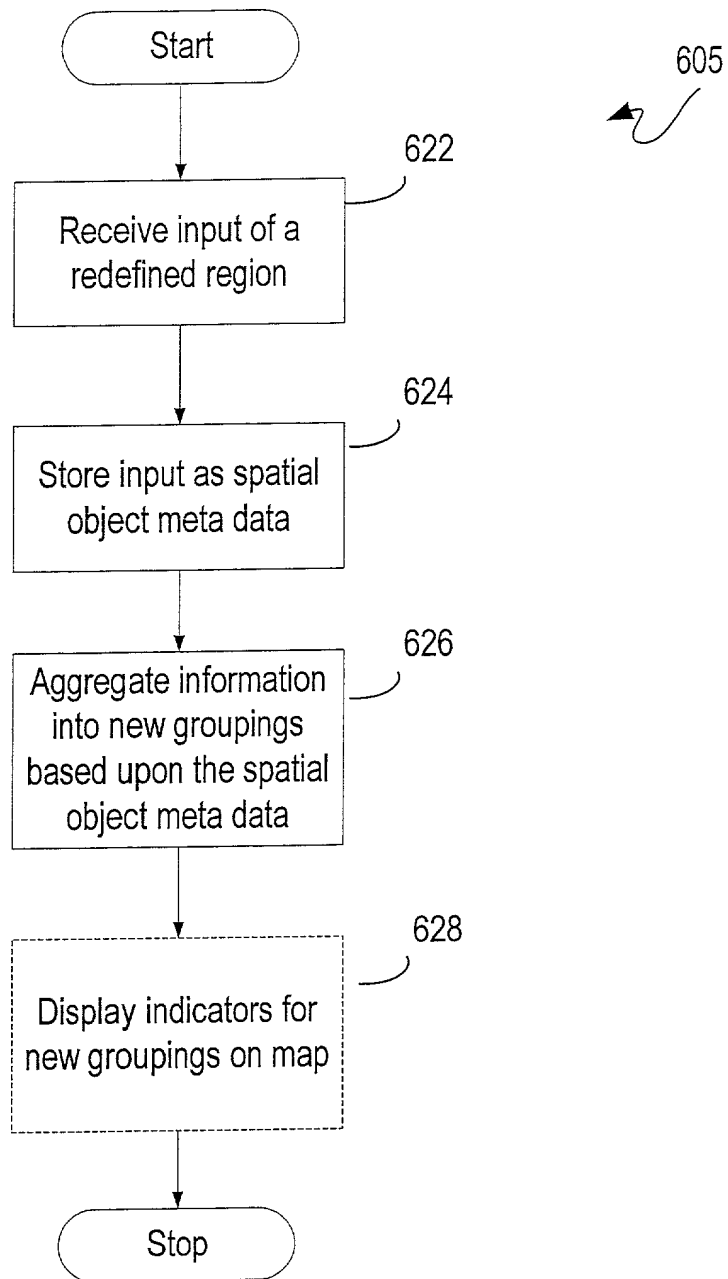 Start
605
622
Receive input of a
redefined region
624
Store input as spatial
object meta data
626
Aggregate information
into new groupings
based upon the spatial
object meta data
628
Display indicators for
new groupings on map
Stop